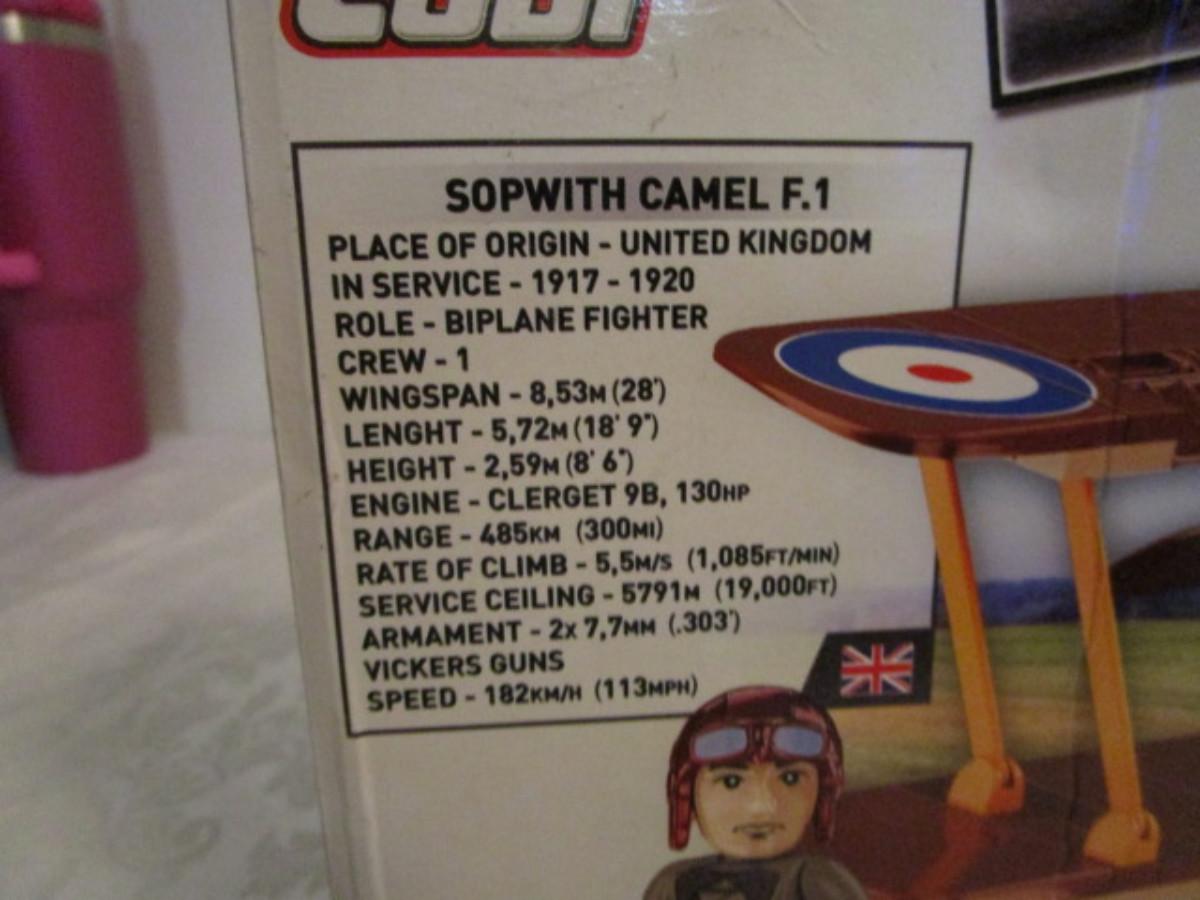 COBI
SOPWITH CAMEL F.1
PLACE OF ORIGIN - UNITED KINGDOM
IN SERVICE - 1917 - 1920
ROLE - BIPLANE FIGHTER
CREW - 1
WINGSPAN - 8,53M (28')
LENGHT - 5,72M (18' 9")
HEIGHT - 2,59M (8' 6")
ENGINE - CLERGET 9B, 130HP
RANGE - 485KM (300MI)
RATE OF CLIMB - 5,5M/S (1,085FT/MIN)
SERVICE CEILING - 5791M (19,000FT)
ARMAMENT - 2x 7,7MM (.303")
VICKERS GUNS
SPEED - 182KM/H (113MPH)